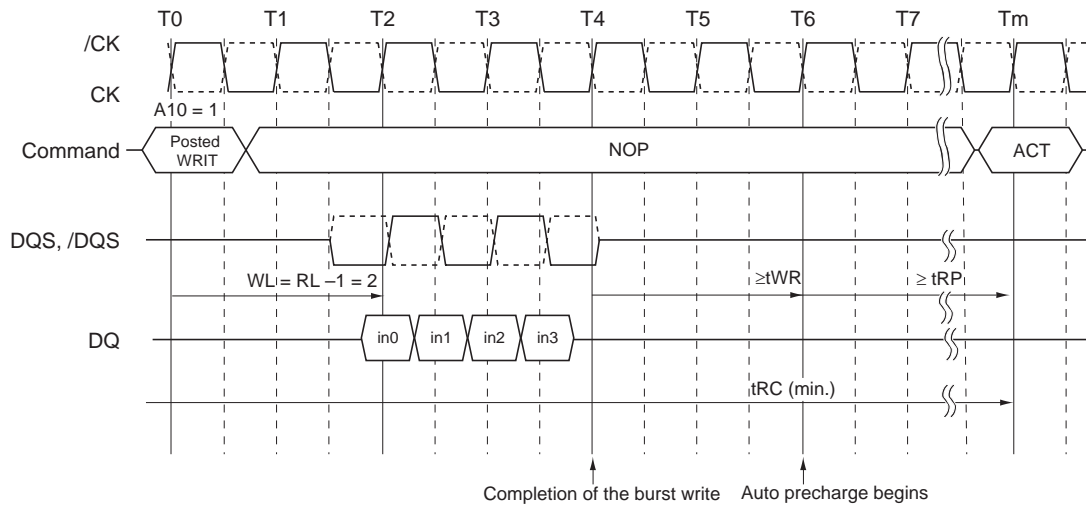 T0 T1 T2 T3 T4 T5 T6 T7 Tm
/CK
CK
A10 = 1
Command
Posted
WRIT
NOP
ACT
DQS, /DQS
WL = RL –1 = 2
≥tWR
≥ tRP
DQ
in0 in1 in2 in3
tRC (min.)
Completion of the burst write
Auto precharge begins